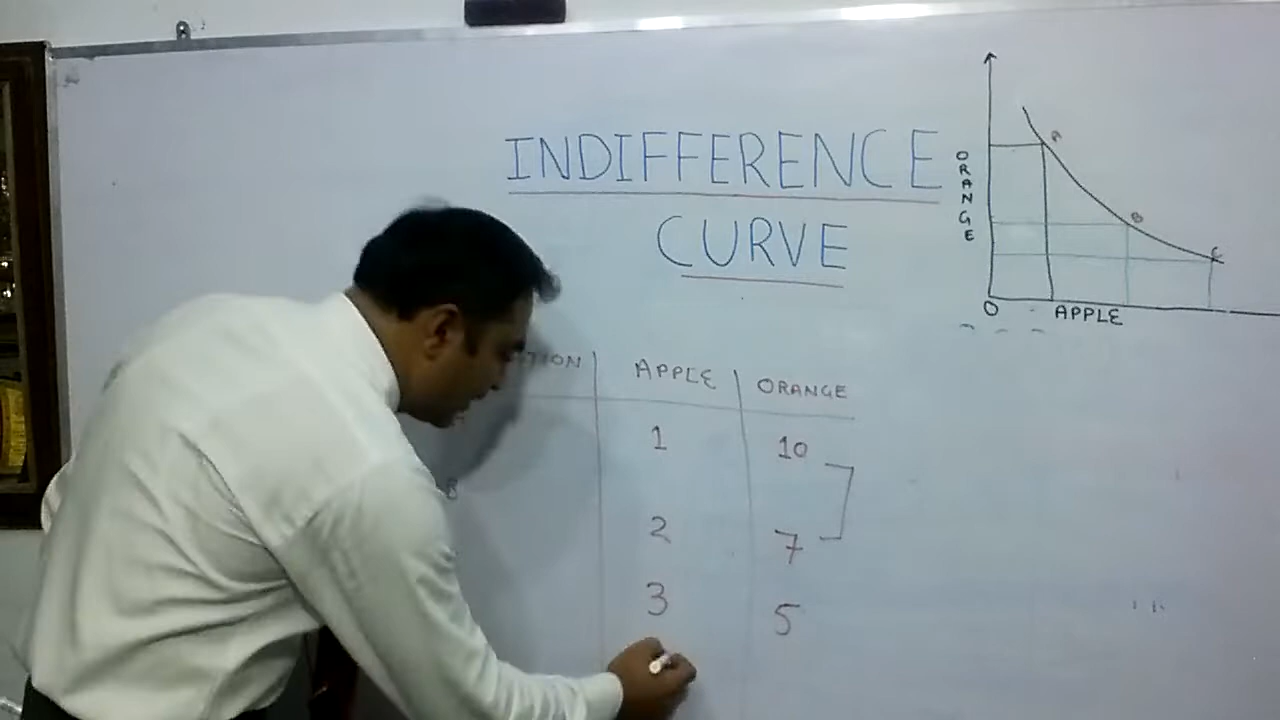 INDIFFERENCE
CURVE
ORANGE
A
B
C
O
APPLE
APPLE
ORANGE
1
10
B
2
7
3
5